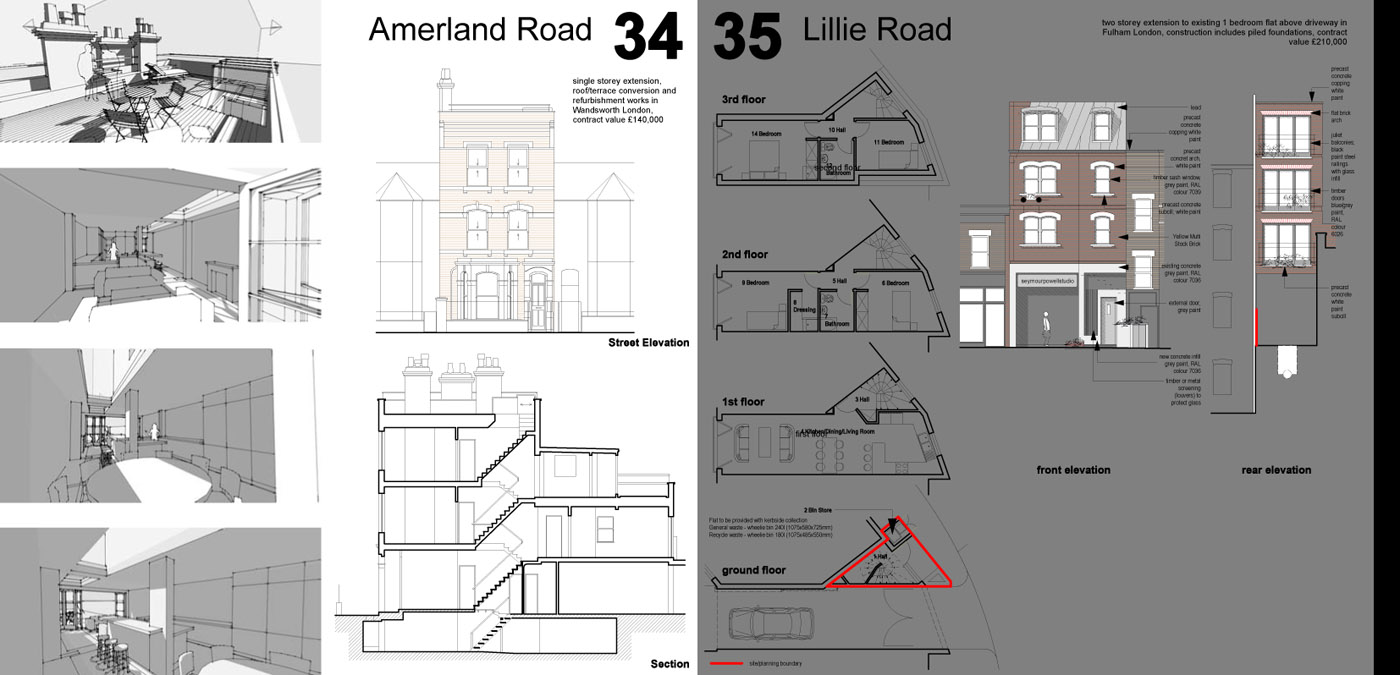 Amerland Road 34
single storey extension,
roof/terrace conversion and
refurbishment works in
Wandsworth London,
contract value £140,000
Street Elevation
Section
35 Lillie Road
two storey extension to existing 1 bedroom flat above driveway in
Fulham London, construction includes piled foundations, contract
value £210,000
3rd floor
14 Bedroom
10 Hall
11 Bedroom
second floor
Bathroom
2nd floor
9 Bedroom
8
Dressing
5 Hall
7
Bathroom
6 Bedroom
1st floor
3 Hall
4 Kitchen/Dining/Living Room
first floor
2 Bin Store
Flat to be provided with kerbside collection
General waste - wheelie bin 240l (1075x580x725mm)
Recycle waste - wheelie bin 180l (1075x485x550mm)
1 Hall
ground floor
site/planning boundary
lead
precast
concrete
copping white
paint
precast
concret arch,
white paint
timber sash window,
grey paint, RAL
colour 7039
precast concrete
subcill, white paint
Yellow Multi
Stock Brick
existing concrete
grey paint, RAL
colour 7036
external door,
grey paint
new concrete infill
grey paint, RAL
colour 7036
timber or metal
screening
(louvers) to
protect glass
seymourpowellstudio
front elevation
precast
concrete
copping
white
paint
flat brick
arch
juliet
balconies,
black
paint steel
railings
with glass
infill
timber
doors
blue/grey
paint,
RAL
colour
precast
concrete
white
paint
subcill
rear elevation